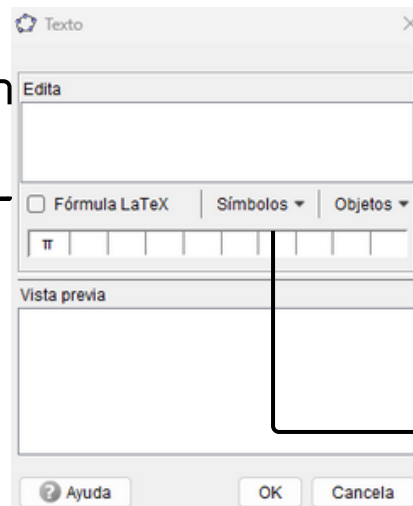 Texto
Edita
Fórmula LaTeX Símbolos Objetos
π
Vista previa
Ayuda OK Cancela